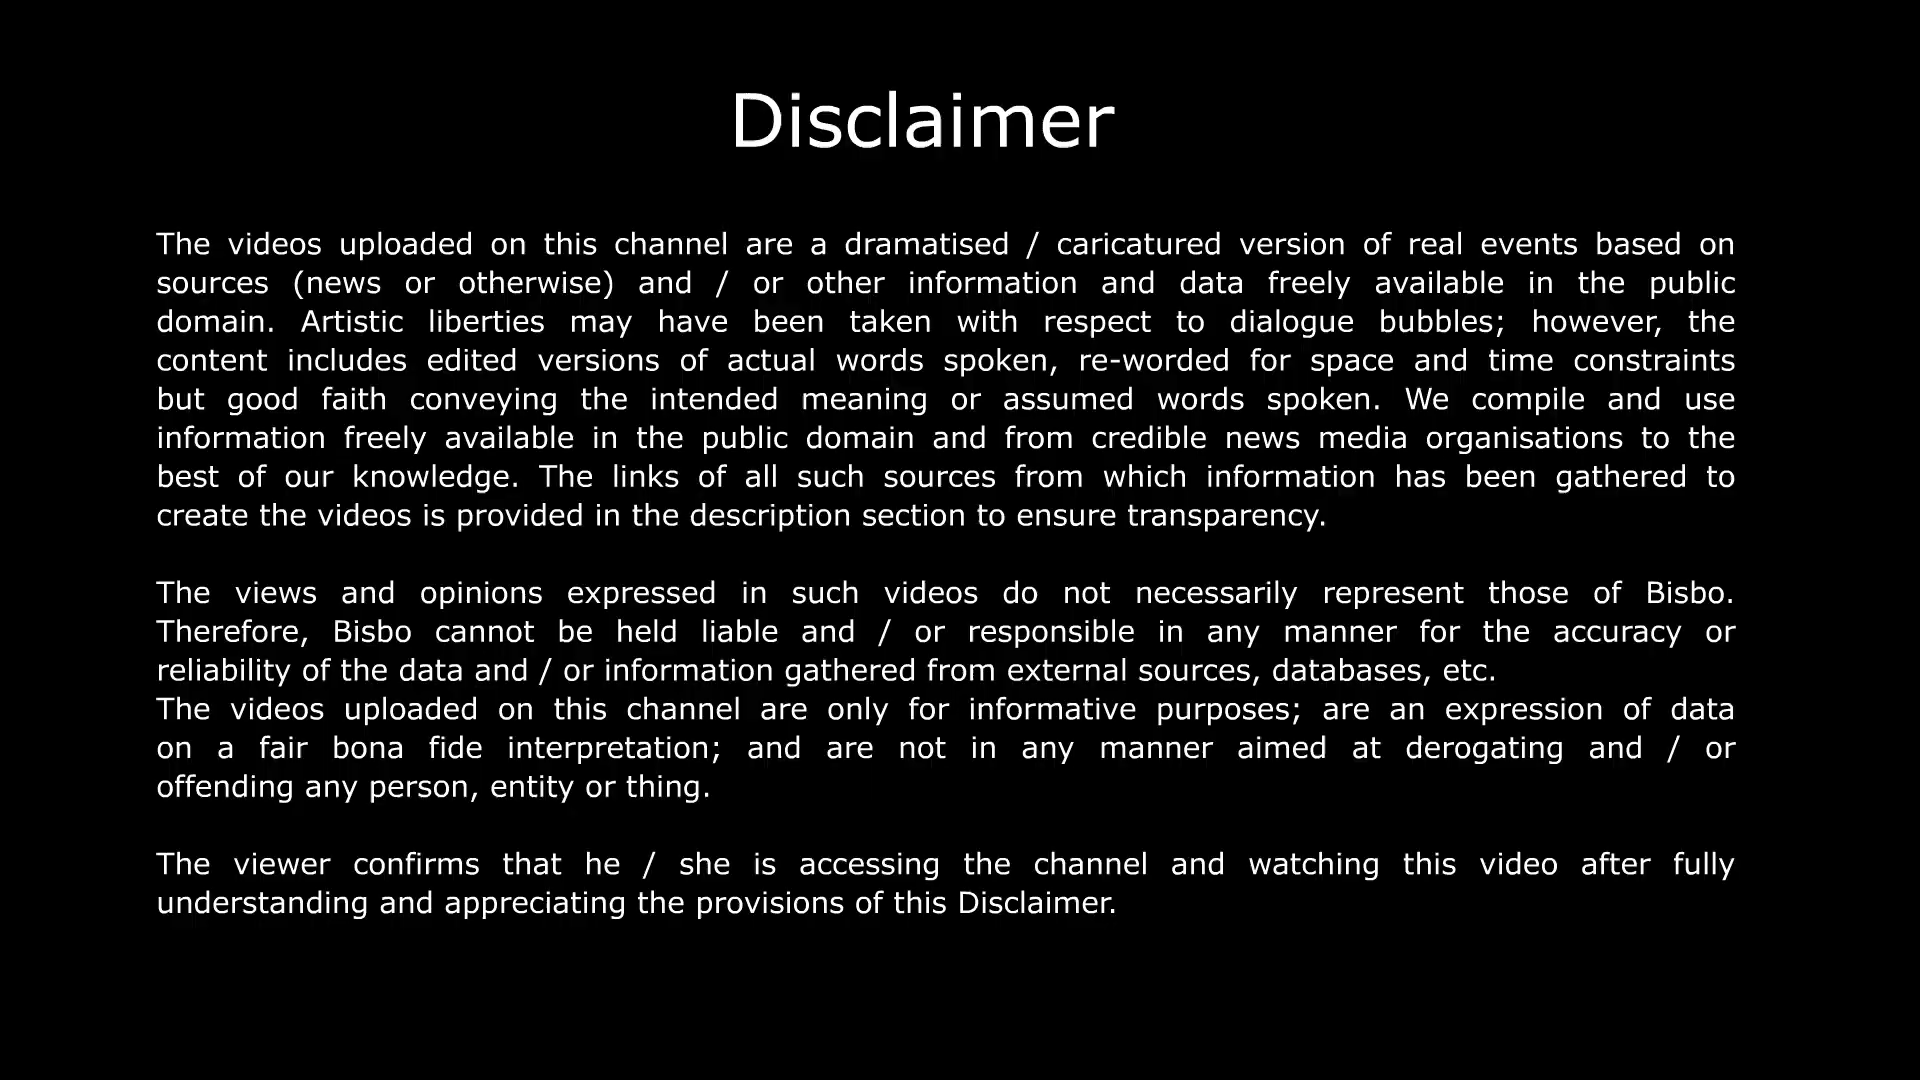 Disclaimer
The videos uploaded on this channel are a dramatised / caricatured version of real events based on
sources (news or otherwise) and / or other information and data freely available in the public
domain. Artistic liberties may have been taken with respect to dialogue bubbles; however, the
content includes edited versions of actual words spoken, re-worded for space and time constraints
but good faith conveying the intended meaning or assumed words spoken. We compile and use
information freely available in the public domain and from credible news media organisations to the
best of our knowledge. The links of all such sources from which information has been gathered to
create the videos is provided in the description section to ensure transparency.
The views and opinions expressed in such videos do not necessarily represent those of Bisbo.
Therefore, Bisbo cannot be held liable and / or responsible in any manner for the accuracy or
reliability of the data and / or information gathered from external sources, databases, etc.
The videos uploaded on this channel are only for informative purposes; are an expression of data
on a fair bona fide interpretation; and are not in any manner aimed at derogating and / or
offending any person, entity or thing.
The viewer confirms that he / she is accessing the channel and watching this video after fully
understanding and appreciating the provisions of this Disclaimer.